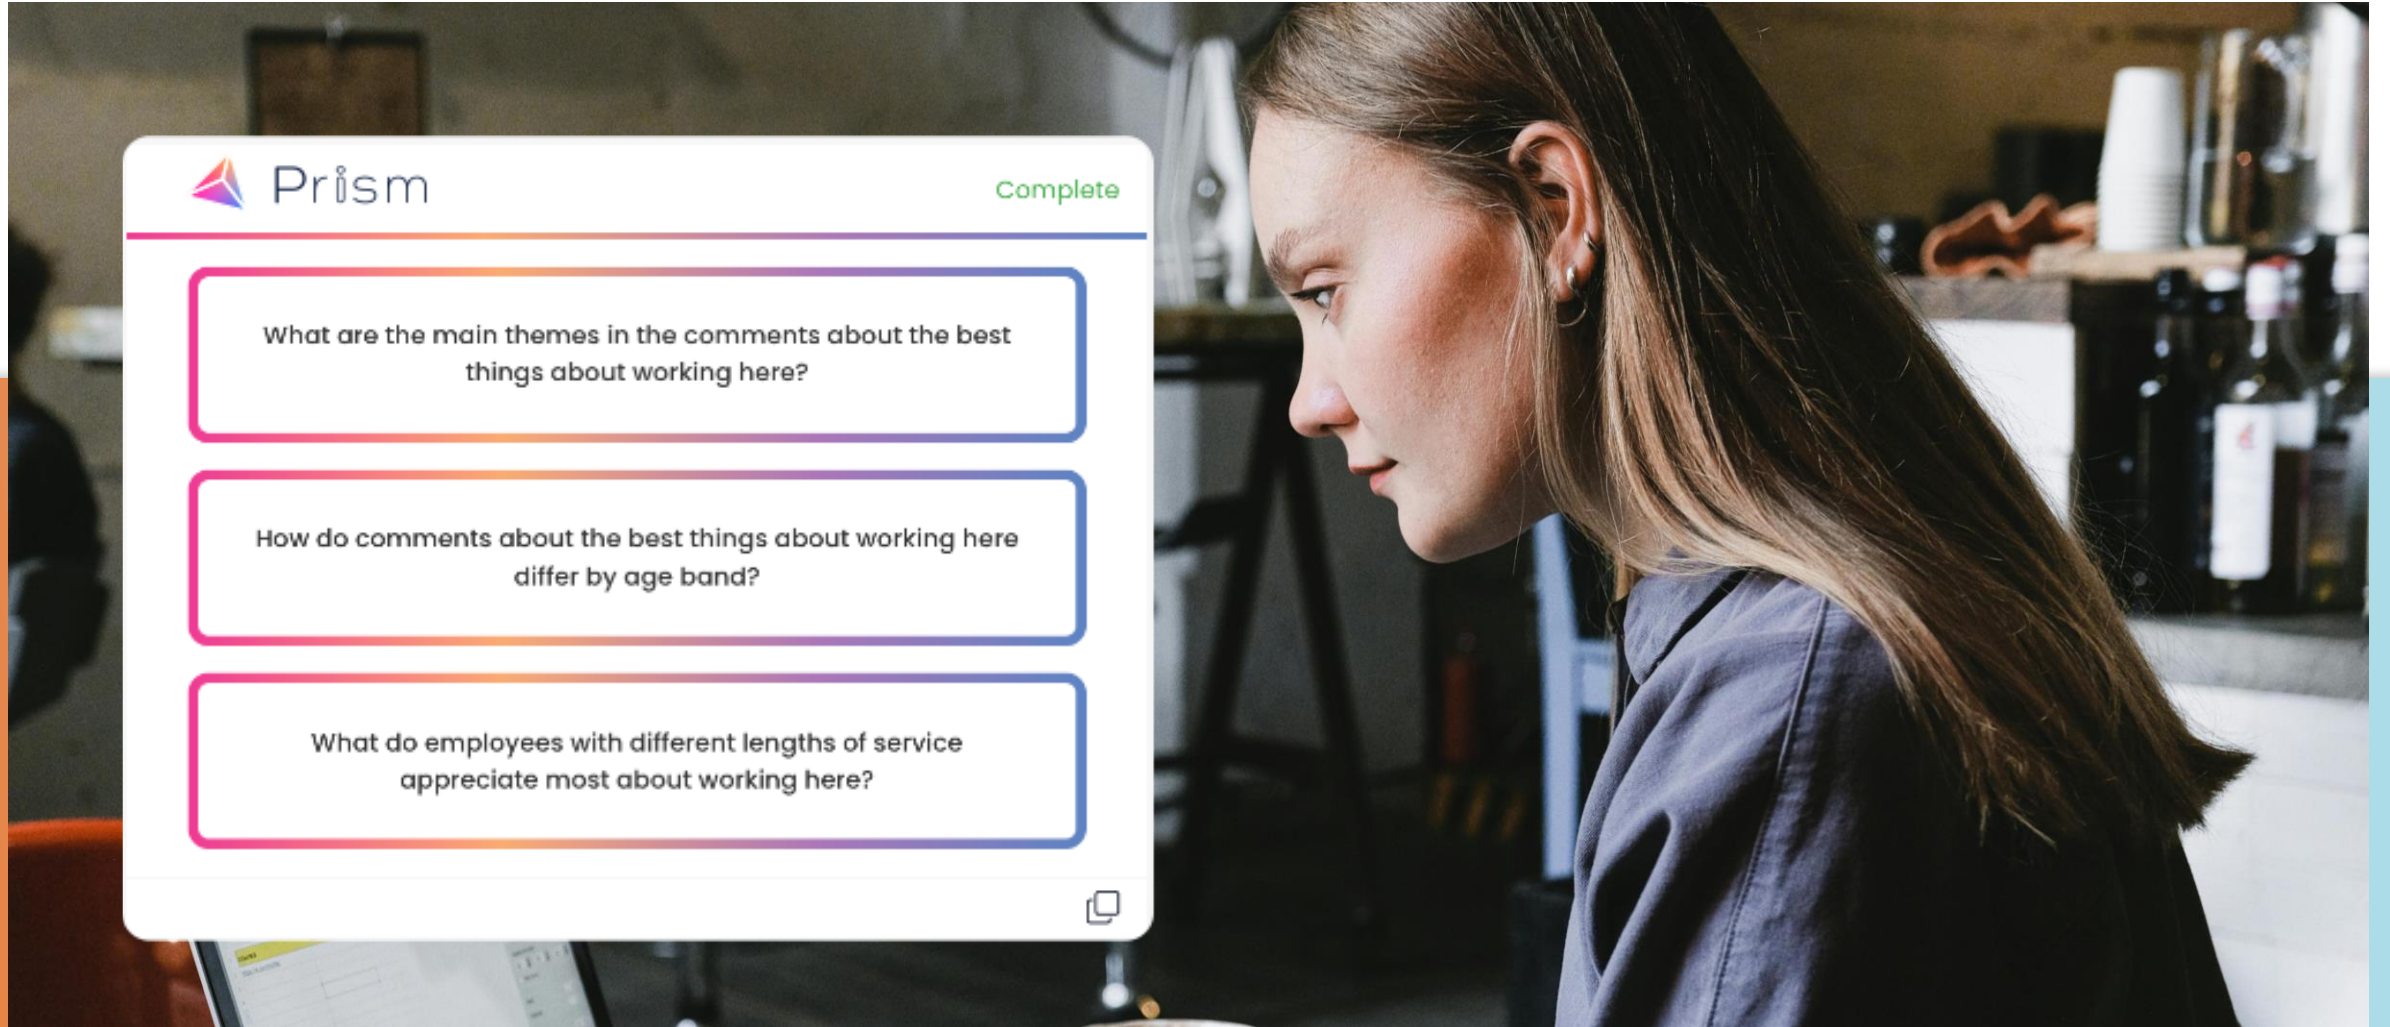 Prism
Complete
What are the main themes in the comments about the best
things about working here?
How do comments about the best things about working here
differ by age band?
What do employees with different lengths of service
appreciate most about working here?